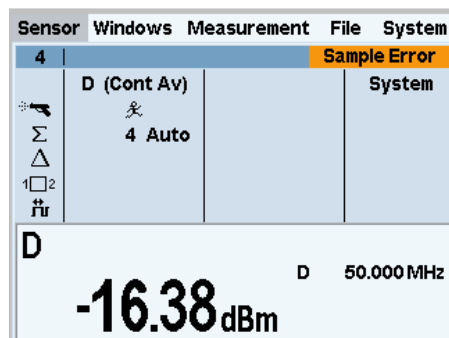 Sensor Windows Measurement File System
4 Sample Error
D (Cont Av) System
Σ 4 Auto
Δ
1 2
D
D 50.000 MHz
-16.38 dBm